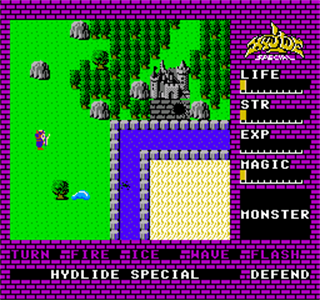 HYDLIDE
SPECIAL
LIFE
STR
EXP
MAGIC
MONSTER
TURN FIRE ICE WAVE FLASH
HYDLIDE SPECIAL DEFEND